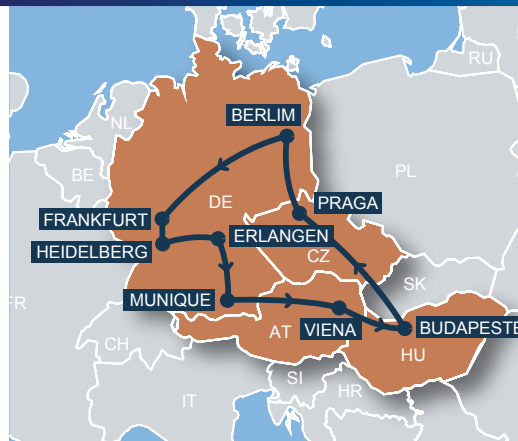 RU
NL
BERLIM
BE
PL
DE
PRAGA
FRANKFURT
ERLANGEN
HEIDELBERG
CZ
SK
MUNIQUE
FR
VIENA
BUDAPESTE
AT
CH
HU
SI
HR
IT